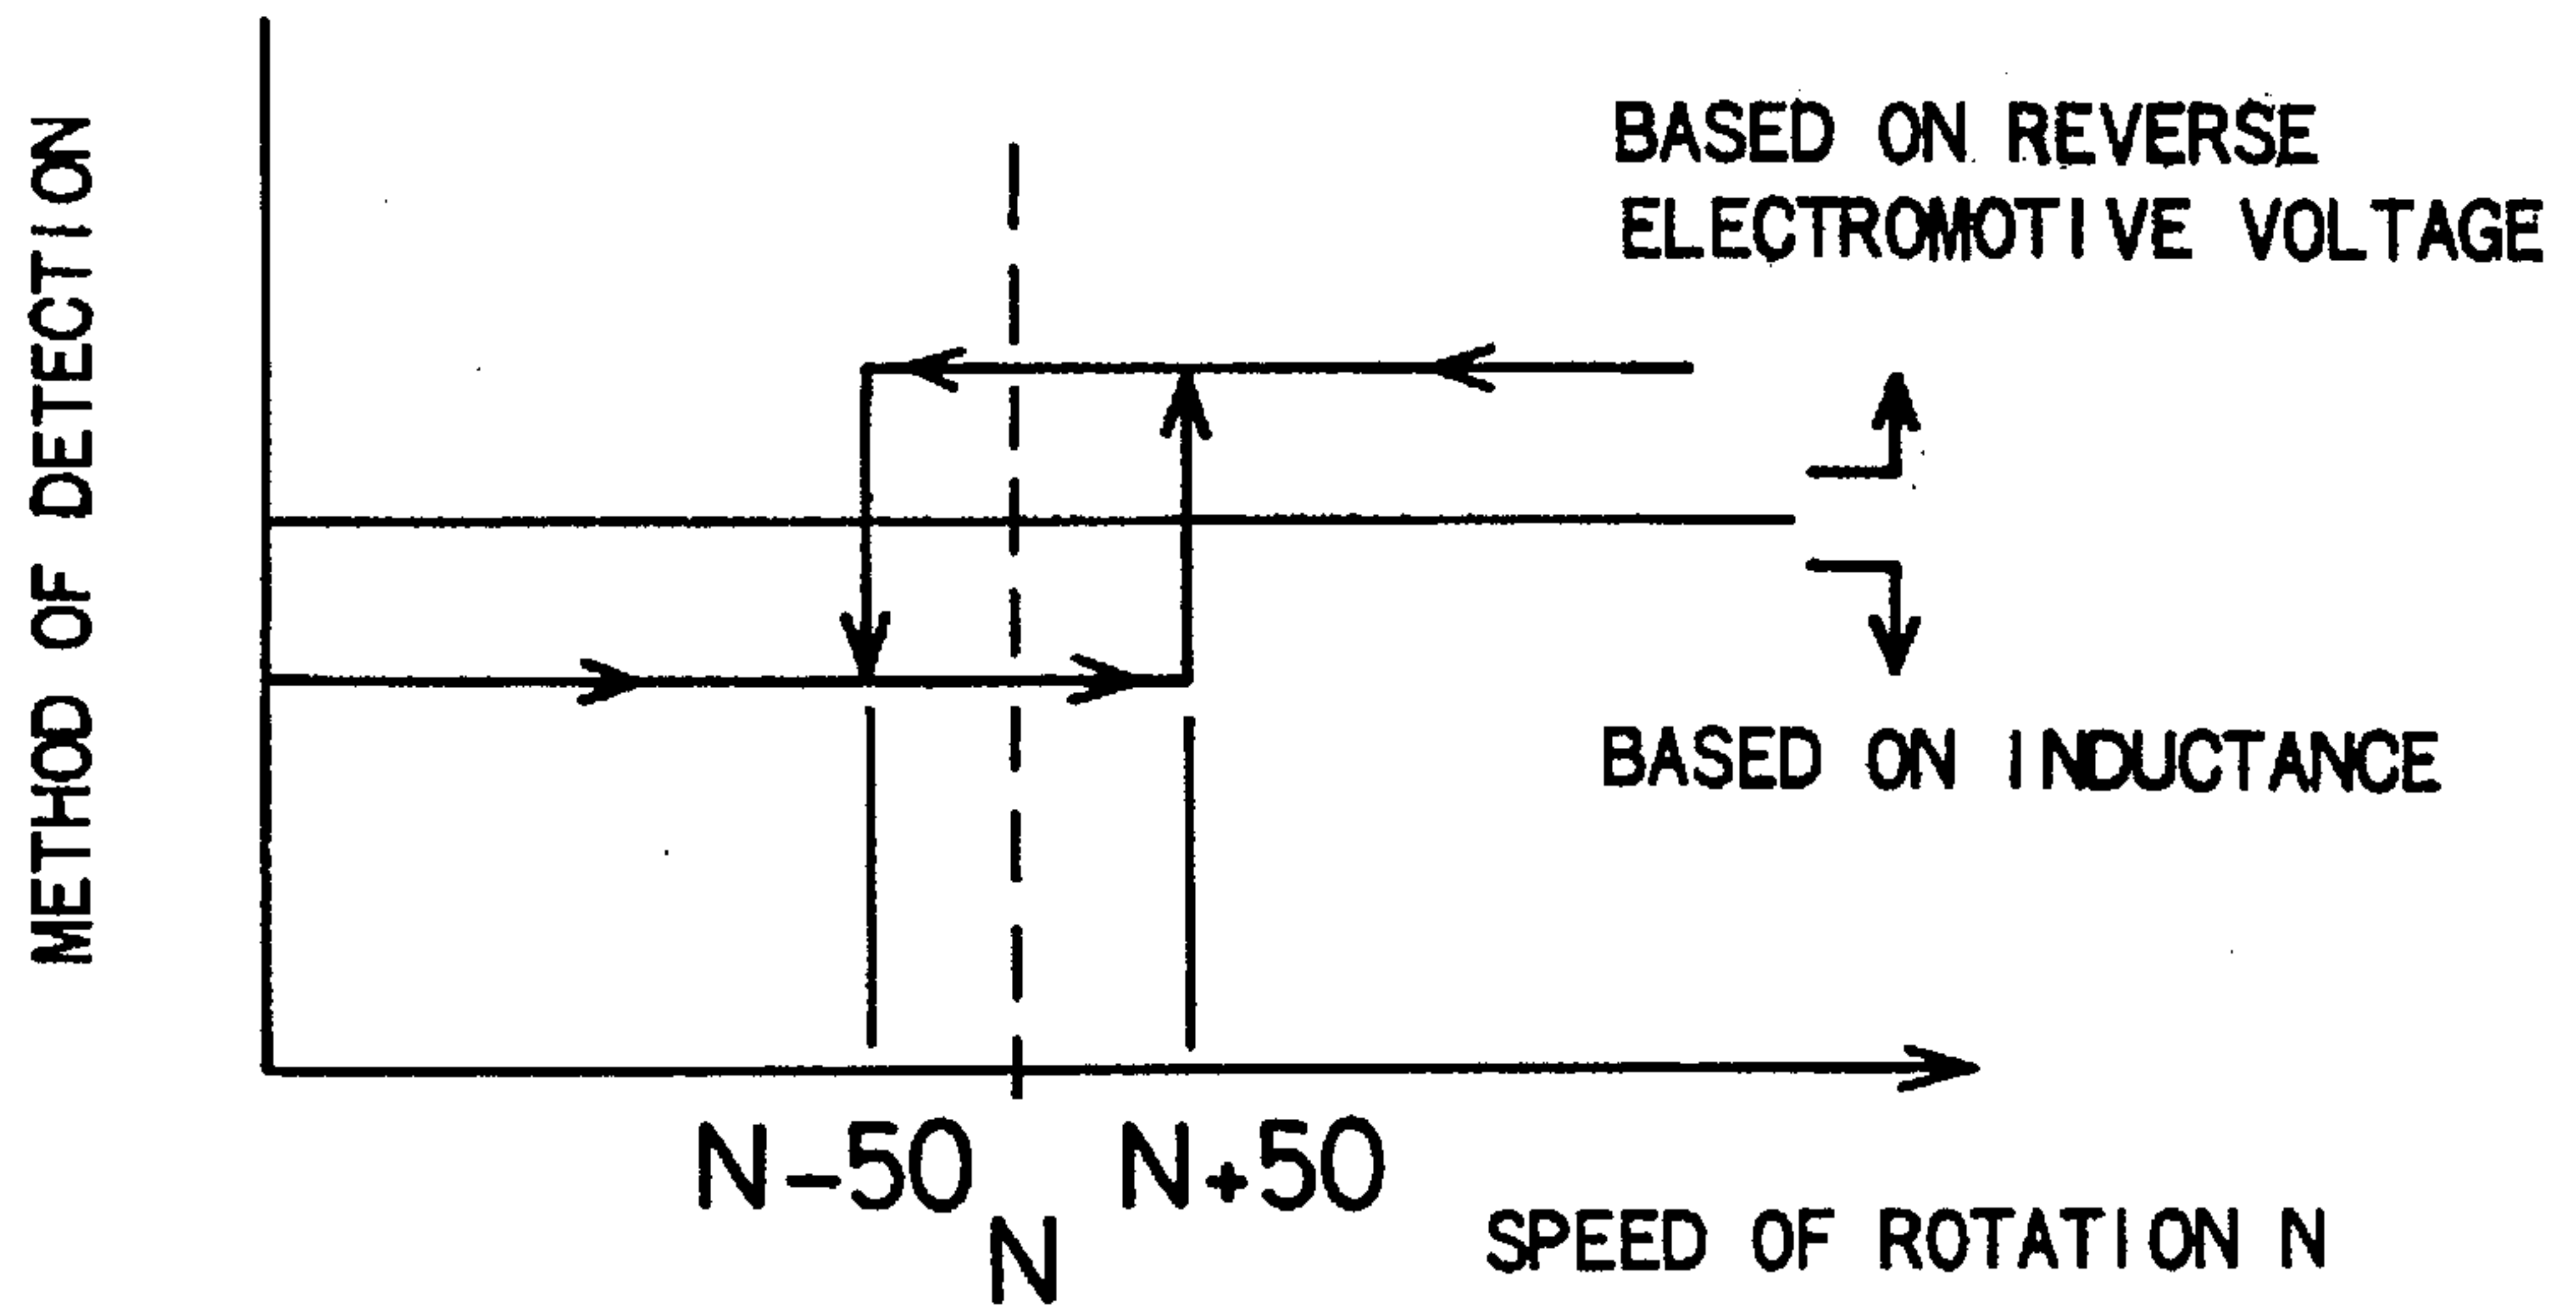 METHOD OF DETECTION
BASED ON REVERSE
ELECTROMOTIVE VOLTAGE
BASED ON INDUCTANCE
N-50
N+50
N
SPEED OF ROTATION N